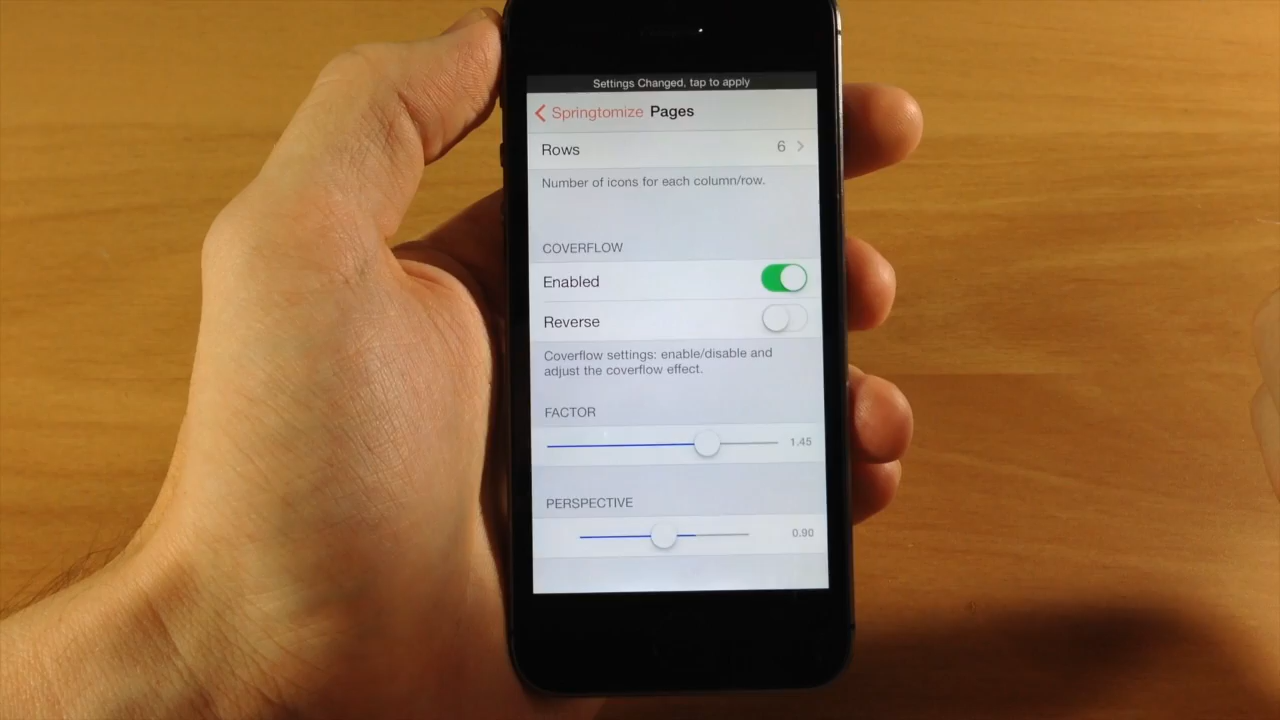 Settings Changed, tap to apply
Springtomize Pages
Rows 6
Number of icons for each column/row.
COVERFLOW
Enabled
Reverse
Coverflow settings: enable/disable and
adjust the coverflow effect.
FACTOR
1.45
PERSPECTIVE
0.90